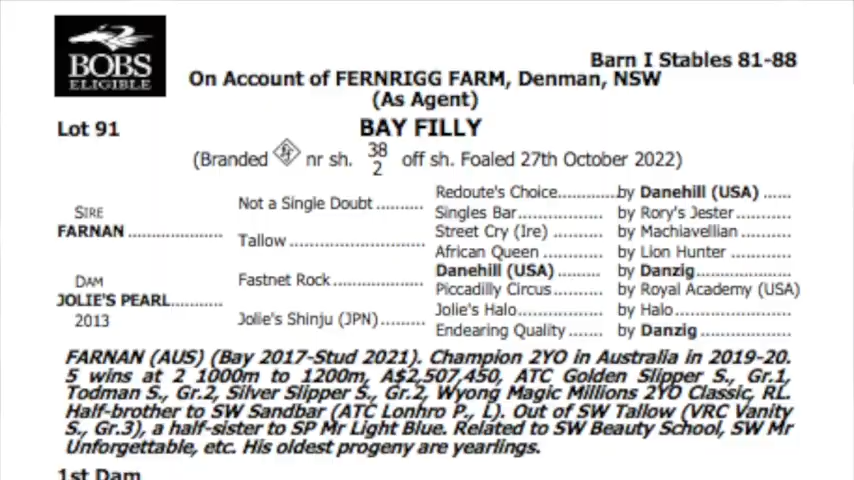 BOBS
ELIGIBLE
Barn I Stables 81-88
On Account of FERNRIGG FARM, Denman, NSW
(As Agent)
Lot 91
BAY FILLY
(Branded nr sh. 38/2 off sh. Foaled 27th October 2022)
SIRE
FARNAN ......................
DAM
JOLIE'S PEARL............
2013
Not a Single Doubt ..........
Tallow .............................
Fastnet Rock ...................
Jolie's Shinju (JPN) .........
Redoute's Choice.............by Danehill (USA) ......
Singles Bar.................. by Rory's Jester ............
Street Cry (Ire) .......... by Machiavellian ...........
African Queen ............. by Lion Hunter .............
Danehill (USA) ......... by Danzig.....................
Piccadilly Circus........... by Royal Academy (USA)
Jolie's Halo.................. by Halo.........................
Endearing Quality ....... by Danzig ....................
FARNAN (AUS) (Bay 2017-Stud 2021). Champion 2YO in Australia in 2019-20.
5 wins at 2 1000m to 1200m, A$2,507,450, ATC Golden Slipper S., Gr.1,
Todman S., Gr.2, Silver Slipper S., Gr.2, Wyong Magic Millions 2YO Classic, RL.
Half-brother to SW Sandbar (ATC Lonhro P., L). Out of SW Tallow (VRC Vanity
S., Gr.3), a half-sister to SP Mr Light Blue. Related to SW Beauty School, SW Mr
Unforgettable, etc. His oldest progeny are yearlings.
1st Dam